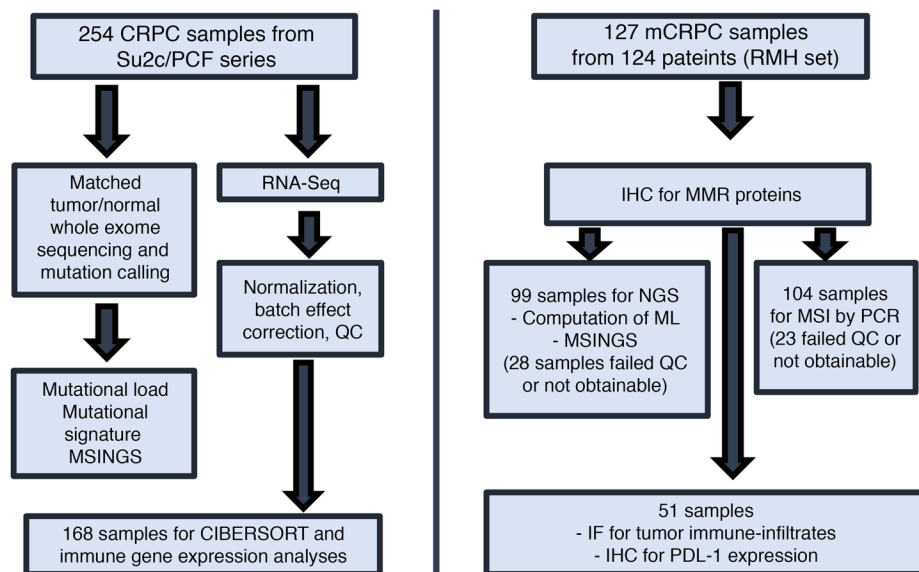 254 CRPC samples from
Su2c/PCF series
Matched
tumor/normal
whole exome
sequencing and
mutation calling
RNA-Seq
Normalization,
batch effect
correction, QC
Mutational load
Mutational
signature
MSINGS
168 samples for CIBERSORT and
immune gene expression analyses
127 mCRPC samples
from 124 pateints (RMH set)
IHC for MMR proteins
99 samples for NGS
- Computation of ML
- MSINGS
(28 samples failed QC
or not obtainable)
104 samples
for MSI by PCR
(23 failed QC or
not obtainable)
51 samples
- IF for tumor immune-infiltrates
- IHC for PDL-1 expression